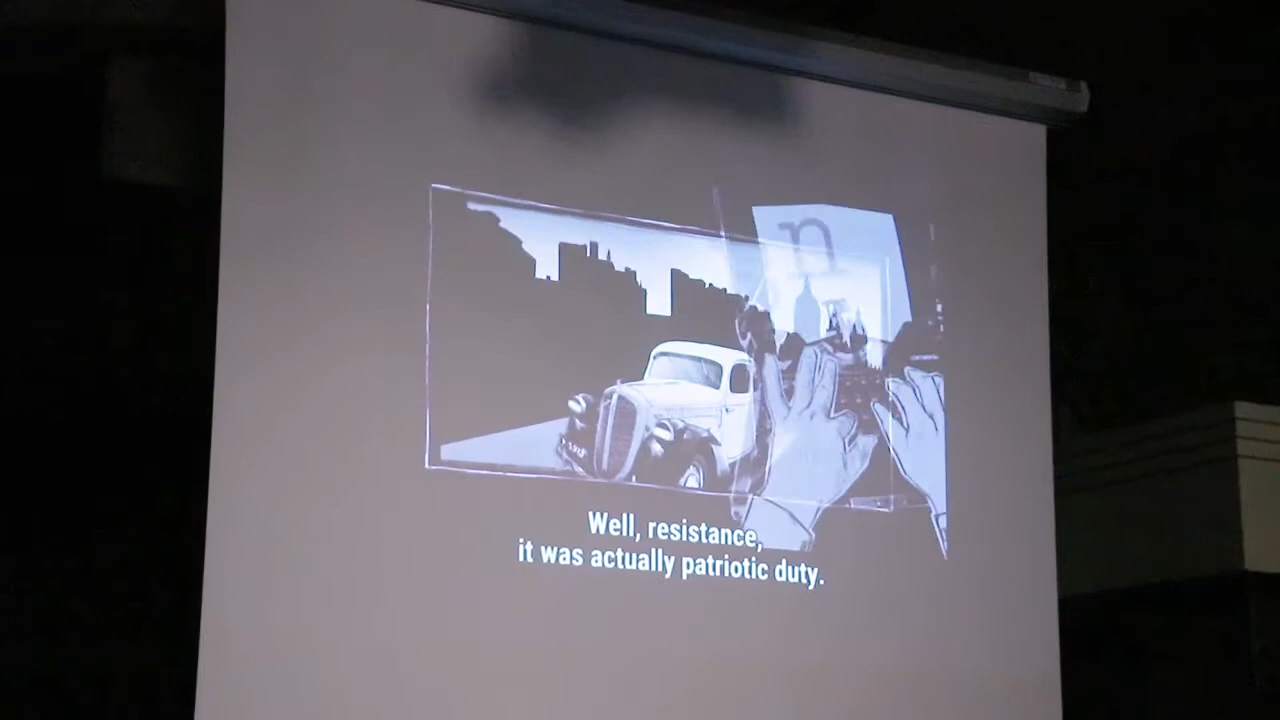 n
Well, resistance,
it was actually patriotic duty.